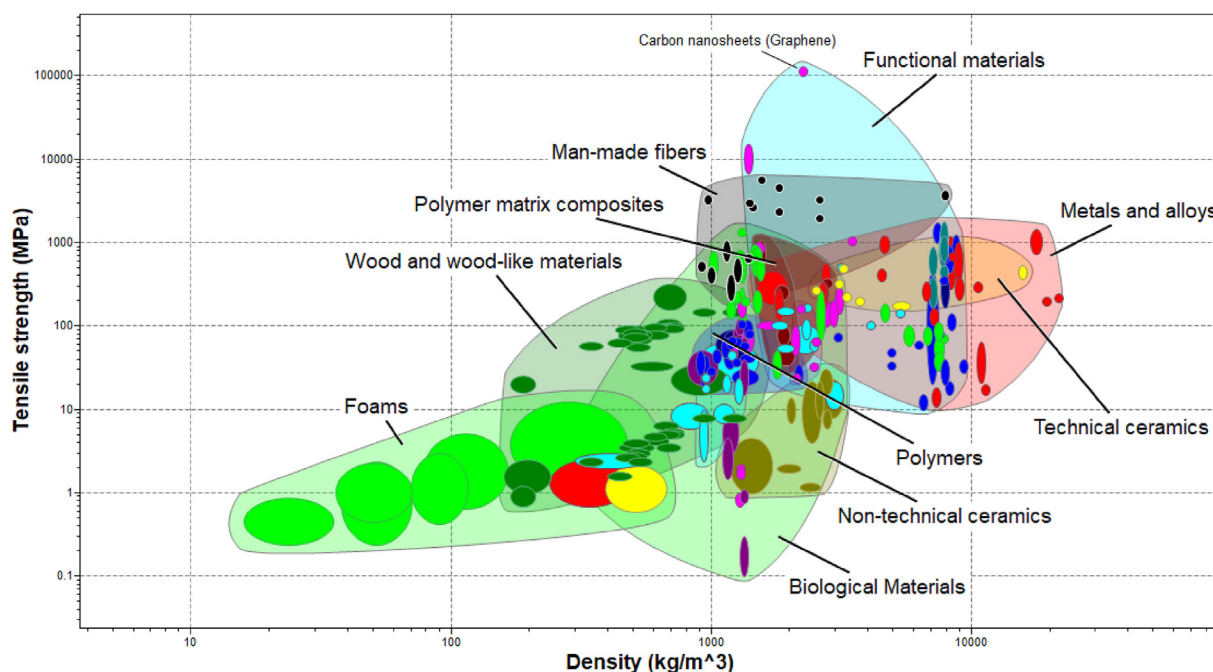 Carbon nanosheets (Graphene)
Functional materials
100000
Man-made fibers
10000
Polymer matrix composites
Metals and alloys
Wood and wood-like materials
1000
Tensile strength (MPa)
100
Foams
10
Technical ceramics
Polymers
1
Non-technical ceramics
0.1
Biological Materials
10
100
1000
10000
Density (kg/m^3)